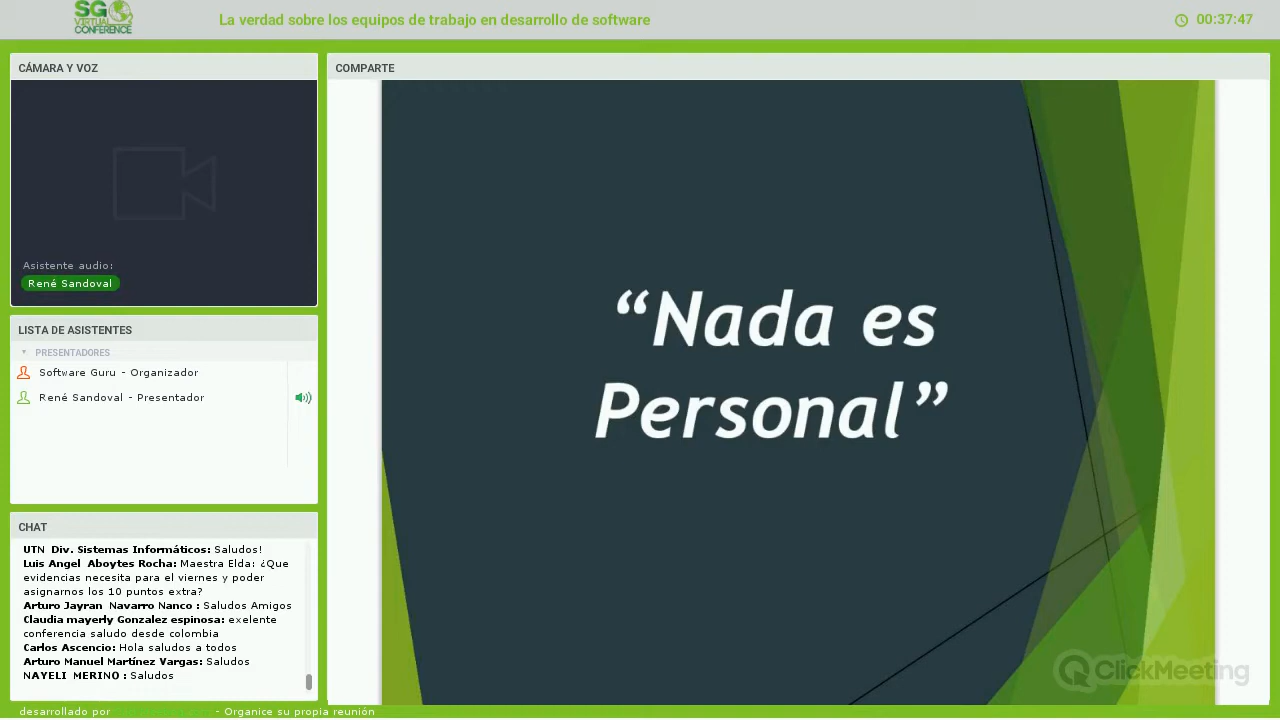 SG
VIRTUAL
CONFERENCE
La verdad sobre los equipos de trabajo en desarrollo de software
00:37:47
CÁMARA Y VOZ
Asistente audio:
René Sandoval
LISTA DE ASISTENTES
PRESENTADORES
Software Guru - Organizador
René Sandoval - Presentador
CHAT
UTN Div. Sistemas Informáticos: Saludos!
Luis Angel Aboytes Rocha: Maestra Elda: ¿Que
evidencias necesita para el viernes y poder
asignarnos los 10 puntos extra?
Arturo Jayran Navarro Nanco : Saludos Amigos
Claudia mayerly Gonzalez espinosa: exelente
conferencia saludo desde colombia
Carlos Ascencio: Hola saludos a todos
Arturo Manuel Martínez Vargas: Saludos
NAYELI MERINO : Saludos
desarrollado por
- Organice su propia reunión
COMPARTE
“Nada es
Personal”
ClickMeeting